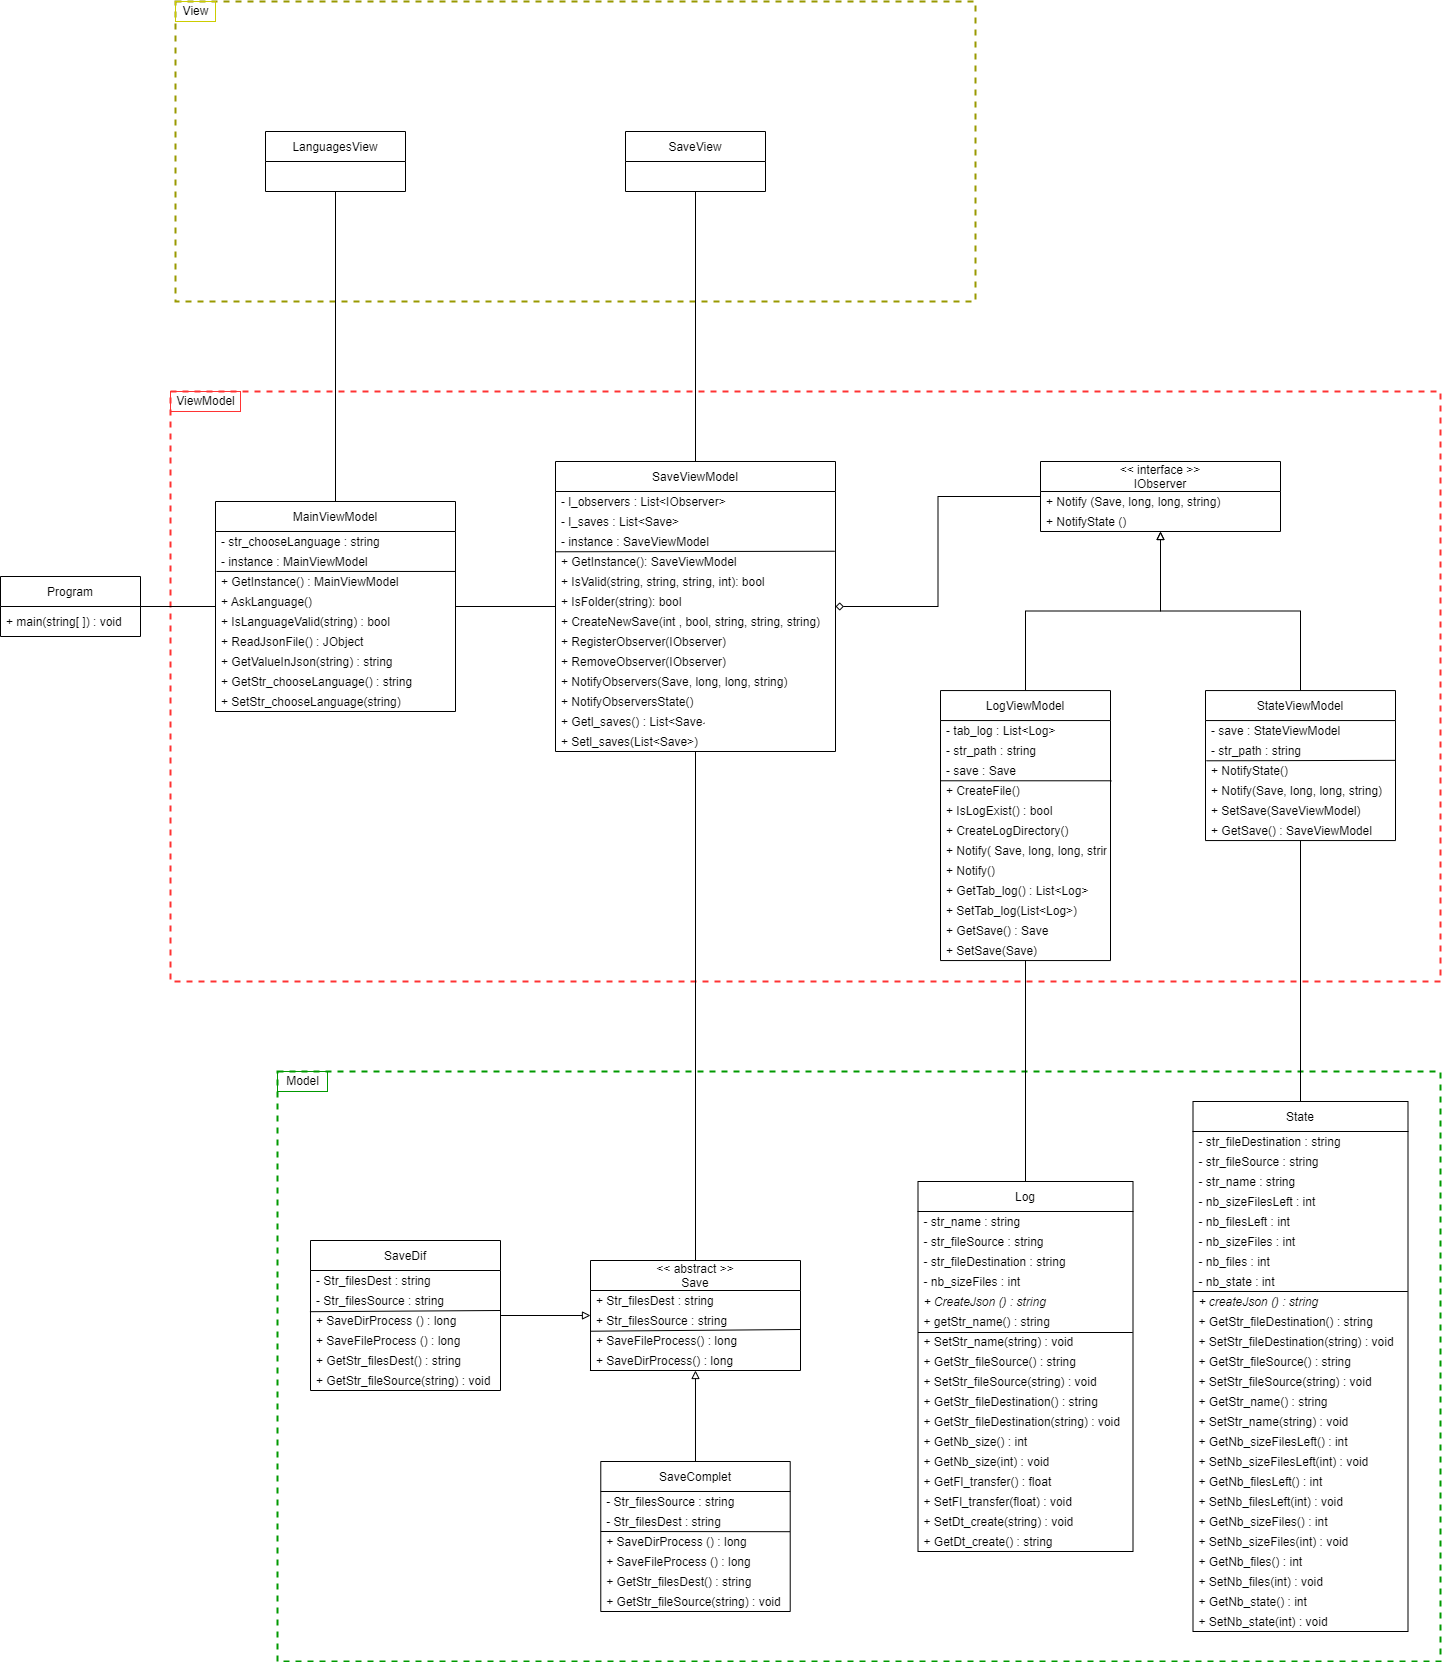 View
LanguagesView
SaveView
ViewModel
Program
+ main(string[ ]) : void
MainViewModel
- str_chooseLanguage : string
- instance : MainViewModel
+ GetInstance() : MainViewModel
+ AskLanguage()
+ IsLanguageValid(string) : bool
+ ReadJsonFile() : JObject
+ GetValueInJson(string) : string
+ GetStr_chooseLanguage() : string
+ SetStr_chooseLanguage(string)
SaveViewModel
- l_observers : List<IObserver>
- l_saves : List<Save>
- instance : SaveViewModel
+ GetInstance(): SaveViewModel
+ IsValid(string, string, string, int): bool
+ IsFolder(string): bool
+ CreateNewSave(int , bool, string, string, string)
+ RegisterObserver(IObserver)
+ RemoveObserver(IObserver)
+ NotifyObservers(Save, long, long, string)
+ NotifyObserversState()
+ Getl_saves() : List<Save
+ Setl_saves(List<Save>)
<< interface >>
IObserver
+ Notify (Save, long, long, string)
+ NotifyState ()
LogViewModel
- tab_log : List<Log>
- str_path : string
- save : Save
+ CreateFile()
+ IsLogExist() : bool
+ CreateLogDirectory()
+ Notify( Save, long, long, strin
+ Notify()
+ GetTab_log() : List<Log>
+ SetTab_log(List<Log>)
+ GetSave() : Save
+ SetSave(Save)
StateViewModel
- save : StateViewModel
- str_path : string
+ NotifyState()
+ Notify(Save, long, long, string)
+ SetSave(SaveViewModel)
+ GetSave() : SaveViewModel
Model
SaveDif
- Str_filesDest : string
- Str_filesSource : string
+ SaveDirProcess () : long
+ SaveFileProcess () : long
+ GetStr_filesDest() : string
+ GetStr_fileSource(string) : void
<< abstract >>
Save
+ Str_filesDest : string
+ Str_filesSource : string
+ SaveFileProcess() : long
+ SaveDirProcess() : long
SaveComplet
- Str_filesSource : string
- Str_filesDest : string
+ SaveDirProcess () : long
+ SaveFileProcess () : long
+ GetStr_filesDest() : string
+ GetStr_fileSource(string) : void
Log
- str_name : string
- str_fileSource : string
- str_fileDestination : string
- nb_sizeFiles : int
+ CreateJson () : string
+ getStr_name() : string
+ SetStr_name(string) : void
+ GetStr_fileSource() : string
+ SetStr_fileSource(string) : void
+ GetStr_fileDestination() : string
+ GetStr_fileDestination(string) : void
+ GetNb_size() : int
+ GetNb_size(int) : void
+ GetFl_transfer() : float
+ SetFl_transfer(float) : void
+ SetDt_create(string) : void
+ GetDt_create() : string
State
- str_fileDestination : string
- str_fileSource : string
- str_name : string
- nb_sizeFilesLeft : int
- nb_filesLeft : int
- nb_sizeFiles : int
- nb_files : int
- nb_state : int
+ createJson () : string
+ GetStr_fileDestination() : string
+ SetStr_fileDestination(string) : void
+ GetStr_fileSource() : string
+ SetStr_fileSource(string) : void
+ GetStr_name() : string
+ SetStr_name(string) : void
+ GetNb_sizeFilesLeft() : int
+ SetNb_sizeFilesLeft(int) : void
+ GetNb_filesLeft() : int
+ SetNb_filesLeft(int) : void
+ GetNb_sizeFiles() : int
+ SetNb_sizeFiles(int) : void
+ GetNb_files() : int
+ SetNb_files(int) : void
+ GetNb_state() : int
+ SetNb_state(int) : void